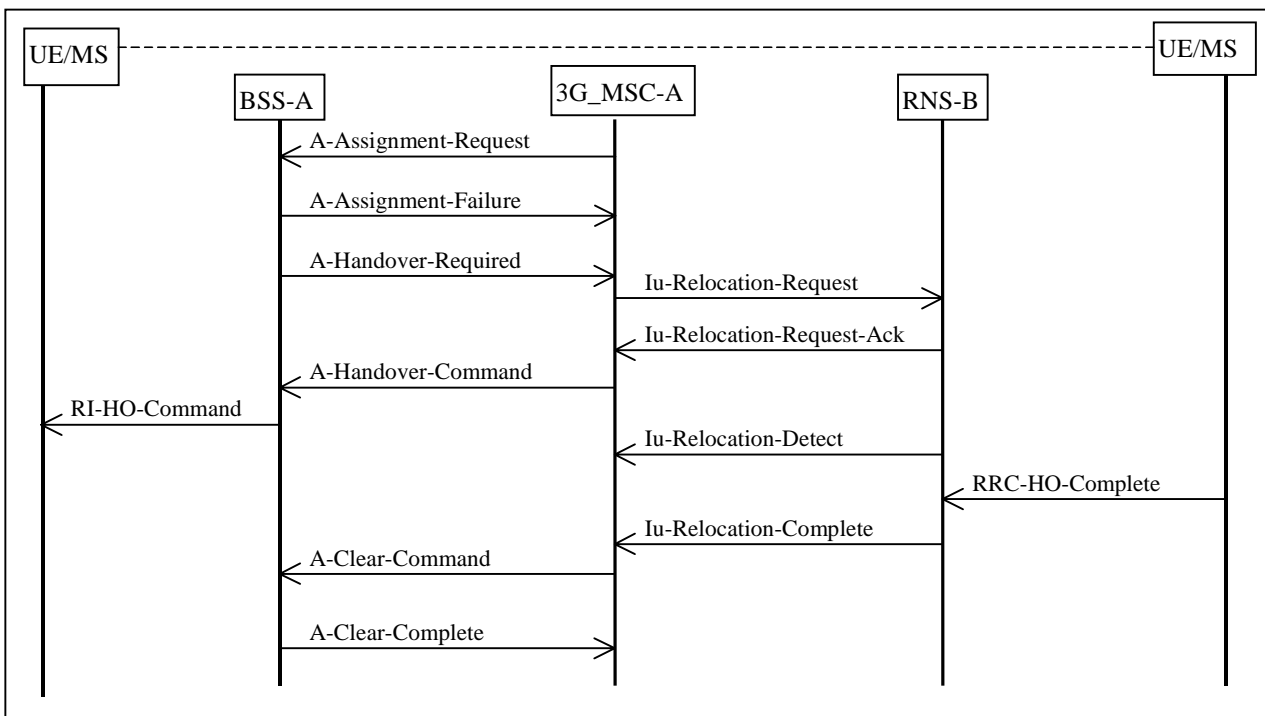 UE/MS
UE/MS
BSS-A
3G_MSC-A
RNS-B
A-Assignment-Request
A-Assignment-Failure
A-Handover-Required
Iu-Relocation-Request
Iu-Relocation-Request-Ack
A-Handover-Command
RI-HO-Command
Iu-Relocation-Detect
RRC-HO-Complete
Iu-Relocation-Complete
A-Clear-Command
A-Clear-Complete